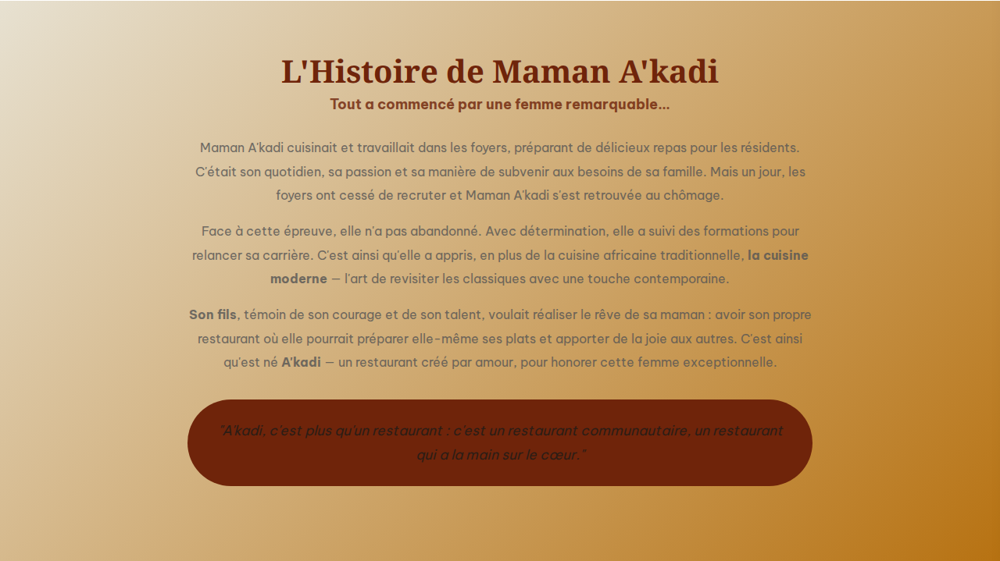 L'Histoire de Maman A'kadi
Tout a commencé par une femme remarquable...
Maman A'kadi cuisinait et travaillait dans les foyers, préparant de délicieux repas pour les résidents.
C'était son quotidien, sa passion et sa manière de subvenir aux besoins de sa famille. Mais un jour, les
foyers ont cessé de recruter et Maman A'kadi s'est retrouvée au chômage.
Face à cette épreuve, elle n'a pas abandonné. Avec détermination, elle a suivi des formations pour
relancer sa carrière. C'est ainsi qu'elle a appris, en plus de la cuisine africaine traditionnelle, la cuisine
moderne — l'art de revisiter les classiques avec une touche contemporaine.
Son fils, témoin de son courage et de son talent, voulait réaliser le rêve de sa maman : avoir son propre
restaurant où elle pourrait préparer elle-même ses plats et apporter de la joie aux autres. C'est ainsi
qu'est né A'kadi — un restaurant créé par amour, pour honorer cette femme exceptionnelle.
"A'kadi, c'est plus qu'un restaurant : c'est un restaurant communautaire, un restaurant
qui a la main sur le cœur."